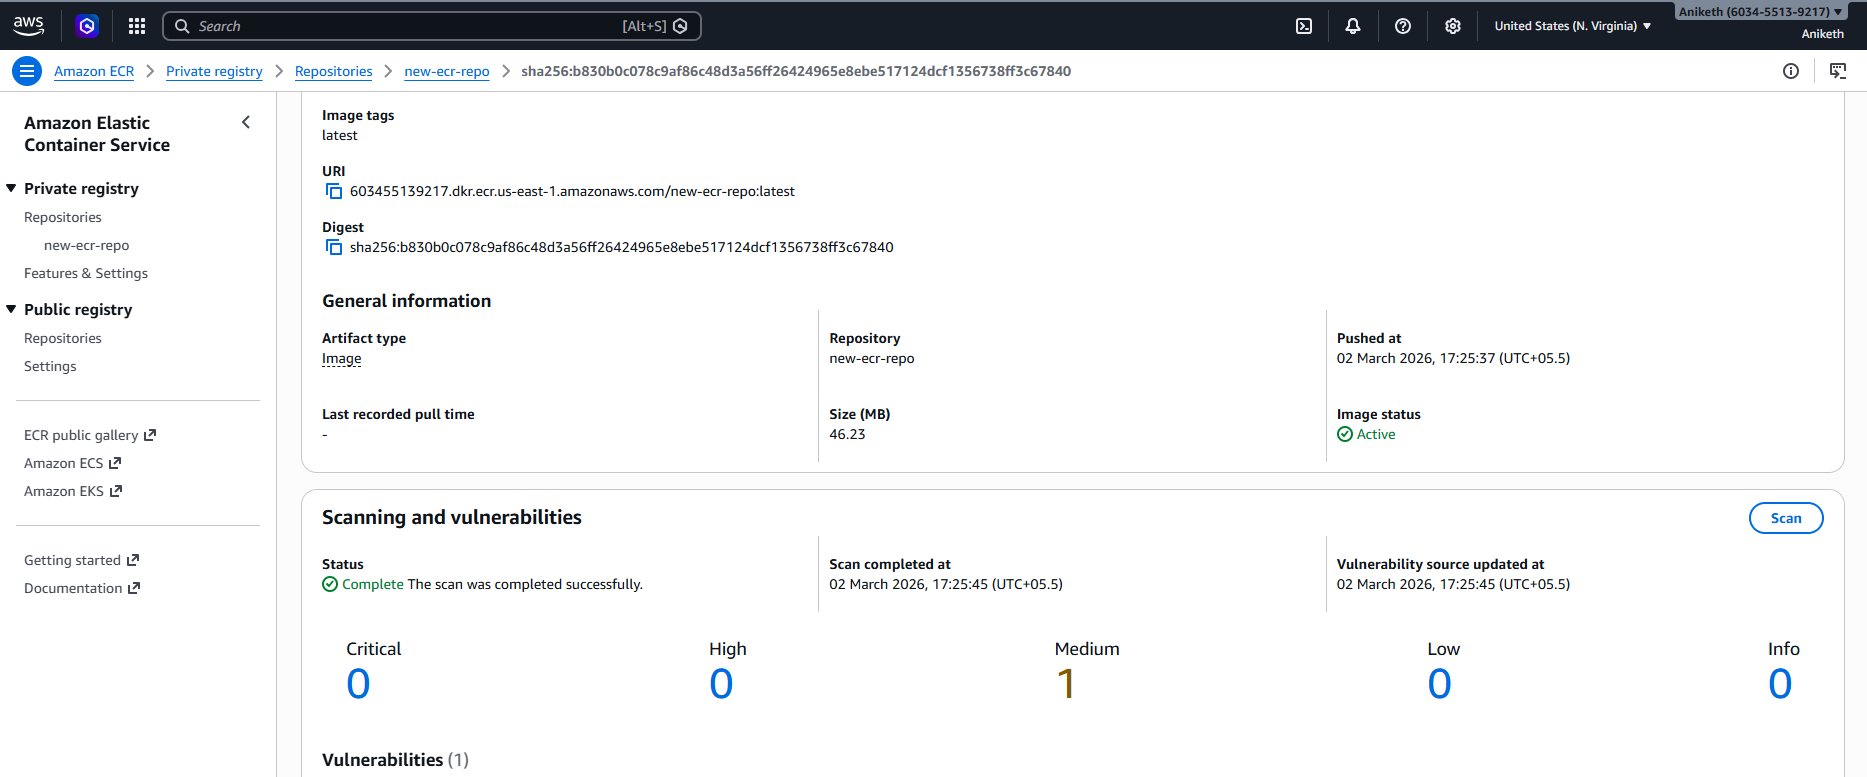 aws
Search
[Alt+S]
United States (N. Virginia)
Aniketh (6034-5513-9217)
Aniketh
Amazon ECR
Private registry
Repositories
new-ecr-repo
sha256:b830b0c078c9af86c48d3a56ff26424965e8ebe517124dcf1356738ff3c67840
Amazon Elastic
Container Service
Private registry
Repositories
new-ecr-repo
Features & Settings
Public registry
Repositories
Settings
ECR public gallery
Amazon ECS
Amazon EKS
Getting started
Documentation
Image tags
latest
URI
603455139217.dkr.ecr.us-east-1.amazonaws.com/new-ecr-repo:latest
Digest
sha256:b830b0c078c9af86c48d3a56ff26424965e8ebe517124dcf1356738ff3c67840
General information
Artifact type
Image
Repository
new-ecr-repo
Pushed at
02 March 2026, 17:25:37 (UTC+05.5)
Last recorded pull time
-
Size (MB)
46.23
Image status
Active
Scanning and vulnerabilities
Scan
Status
Complete The scan was completed successfully.
Scan completed at
02 March 2026, 17:25:45 (UTC+05.5)
Vulnerability source updated at
02 March 2026, 17:25:45 (UTC+05.5)
Critical
0
High
0
Medium
1
Low
0
Info
0
Vulnerabilities (1)